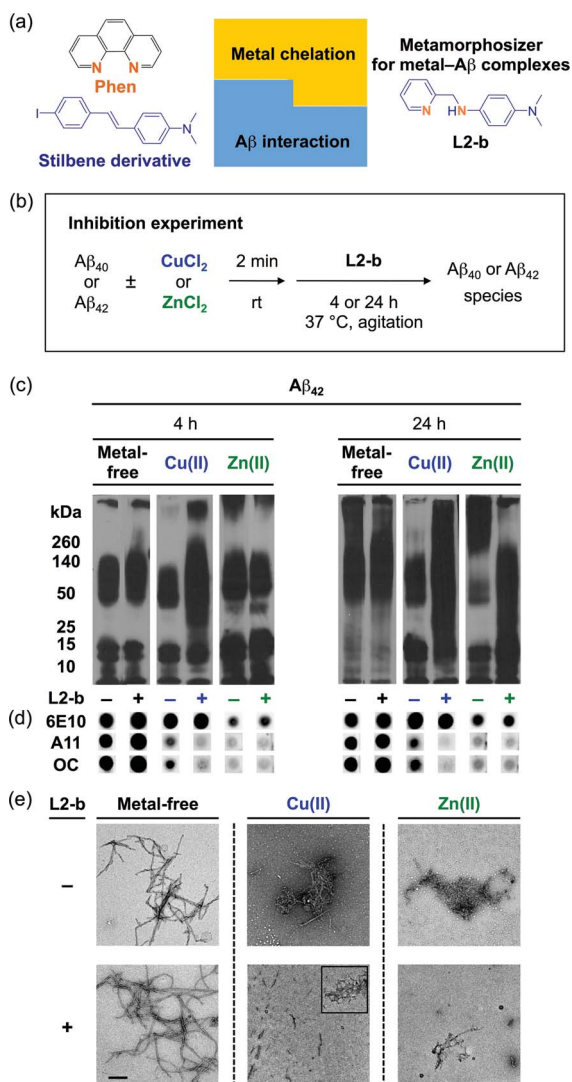 (a)
N N
Phen
I
N
Stilbene derivative
Metal chelation
Aβ interaction
Metamorphosizer
for metal–Aβ complexes
N HN N
L2-b
(b)
Inhibition experiment
Aβ40
or
Aβ42
±
CuCl2
or
ZnCl2
2 min
rt
L2-b
4 or 24 h
37 °C, agitation
Aβ40 or Aβ42
species
(c)
Aβ42
4 h 24 h
Metal-free Cu(II) Zn(II) Metal-free Cu(II) Zn(II)
kDa
260
140
50
25
15
10
L2-b – + – + – + – + – + – +
(d)
6E10
A11
OC
(e)
L2-b Metal-free Cu(II) Zn(II)
–
+